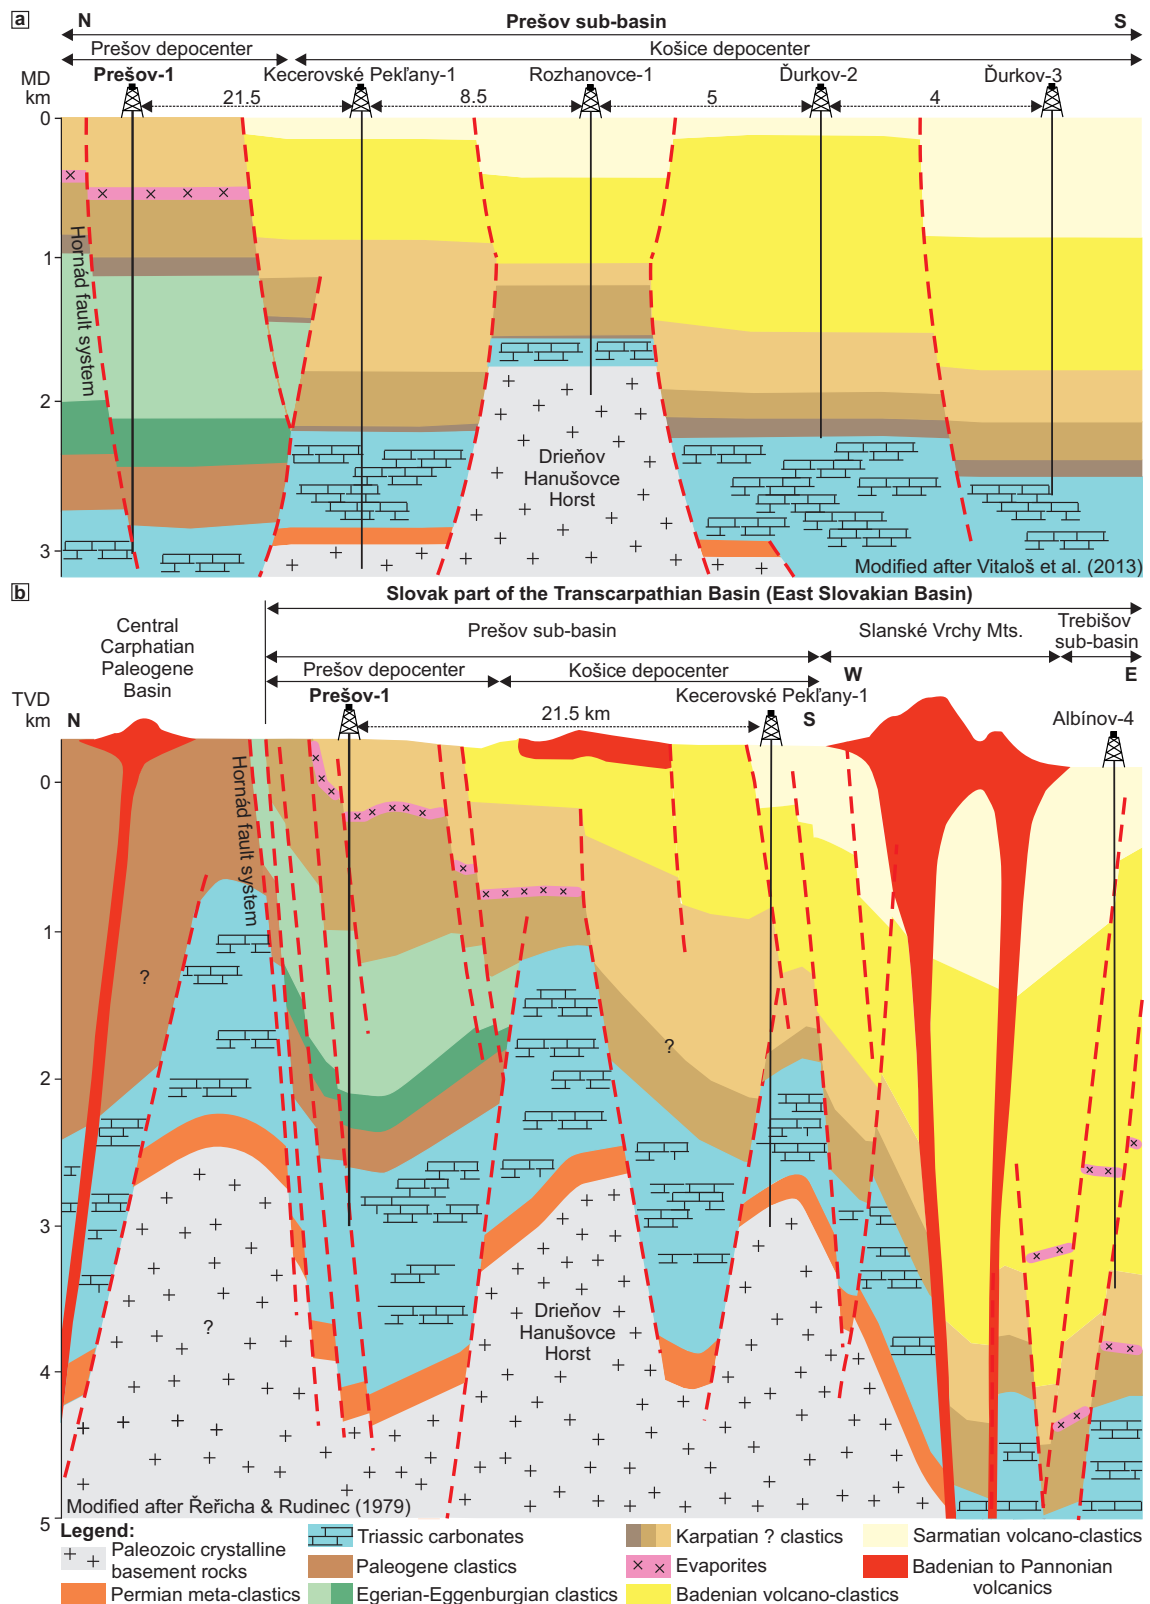 a
N
Prešov sub-basin
S
Prešov depocenter
Košice depocenter
MD
km
Prešov-1
Kecerovské Pekľany-1
Rozhanovce-1
Ďurkov-2
Ďurkov-3
21.5
8.5
5
4
0
1
2
3
Hornád fault system
Drieňov
Hanušovce
Horst
Modified after Vitaloš et al. (2013)
b
Slovak part of the Transcarpathian Basin (East Slovakian Basin)
Central
Carphatian
Paleogene
Basin
Prešov sub-basin
Slanské Vrchy Mts.
Trebišov
sub-basin
Prešov depocenter
Košice depocenter
W
E
TVD
km
N
Prešov-1
Kecerovské Pekľany-1
21.5 km
S
Albínov-4
0
1
2
3
4
5
Hornád fault system
?
?
?
Drieňov
Hanušovce
Horst
Modified after Řeřicha & Rudinec (1979)
Legend:
Paleozoic crystalline
basement rocks
Permian meta-clastics
Triassic carbonates
Paleogene clastics
Egerian-Eggenburgian clastics
Karpatian ? clastics
Evaporites
Badenian volcano-clastics
Sarmatian volcano-clastics
Badenian to Pannonian
volcanics